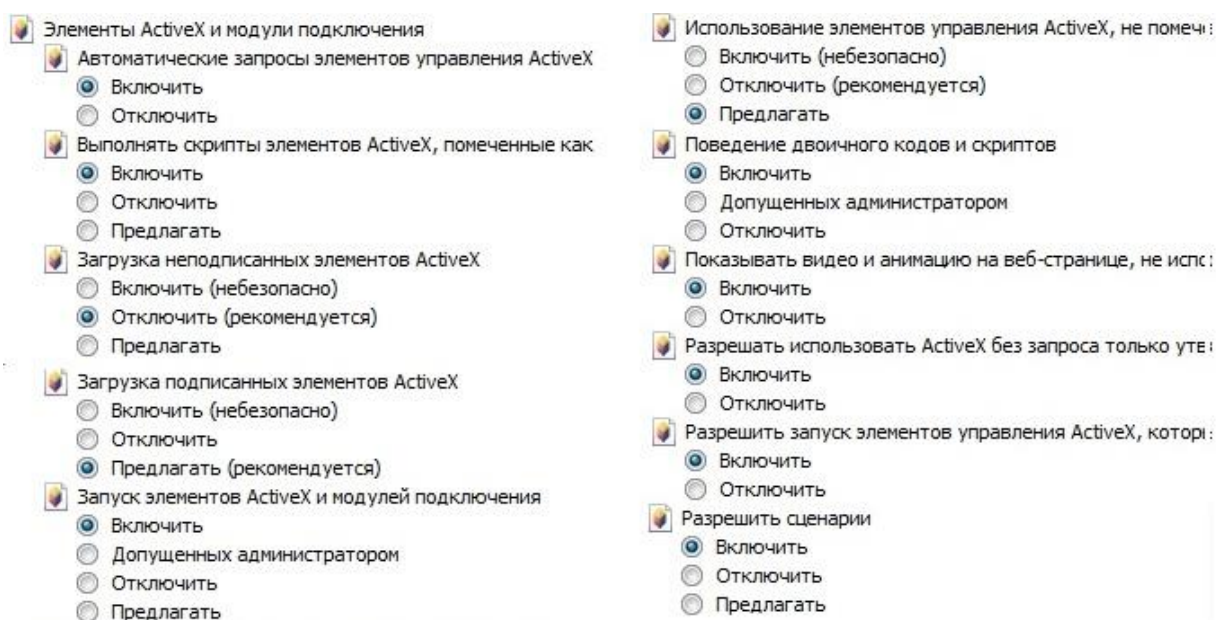 Элементы ActiveX и модули подключения
Автоматические запросы элементов управления ActiveX
Включить
Отключить
Выполнять скрипты элементов ActiveX, помеченные как
Включить
Отключить
Предлагать
Загрузка неподписанных элементов ActiveX
Включить (небезопасно)
Отключить (рекомендуется)
Предлагать
Загрузка подписанных элементов ActiveX
Включить (небезопасно)
Отключить
Предлагать (рекомендуется)
Запуск элементов ActiveX и модулей подключения
Включить
Допущенных администратором
Отключить
Предлагать
Использование элементов управления ActiveX, не
Включить (небезопасно)
Отключить (рекомендуется)
Предлагать
Поведение двоичного кодов и скриптов
Включить
Допущенных администратором
Отключить
Показывать видео и анимацию на веб-странице, не
Включить
Отключить
Разрешать использовать ActiveX без запроса только
Включить
Отключить
Разрешить запуск элементов управления ActiveX,
Включить
Отключить
Разрешить сценарии
Включить
Отключить
Предлагать